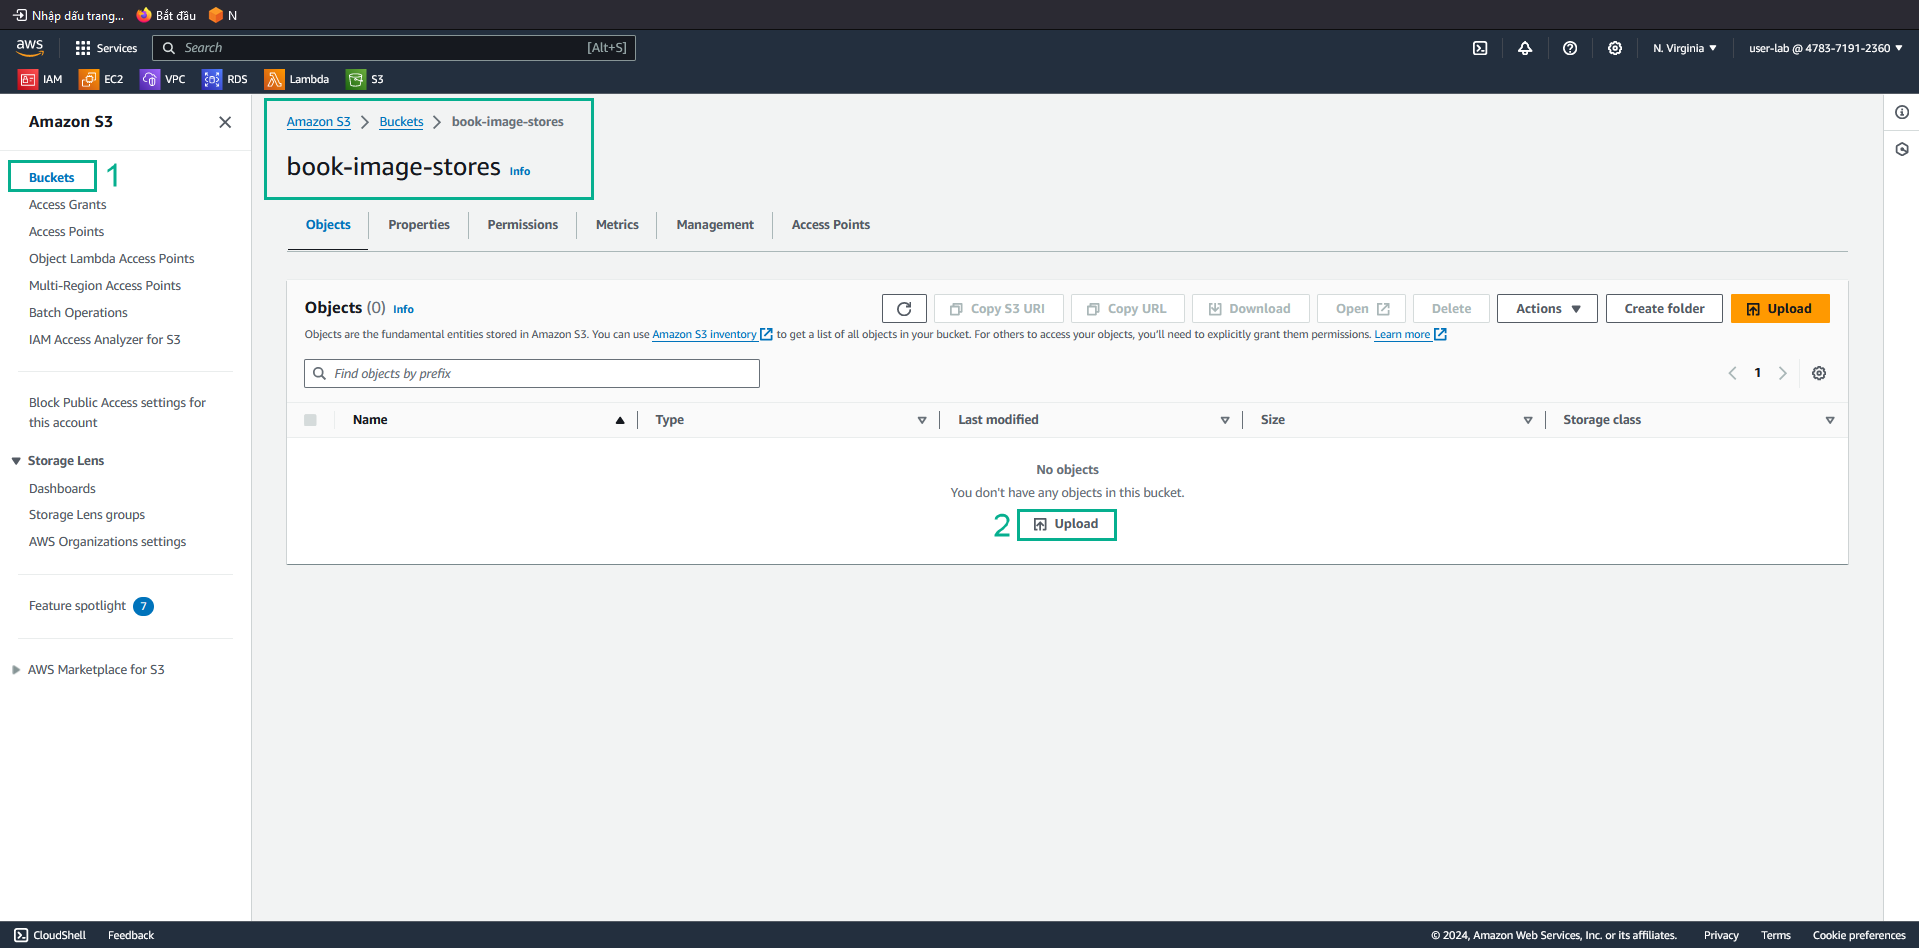 Nhập dấu trang... Bắt đầu N
aws Services Search [Alt+S] N. Virginia user-lab @ 4783-7191-2360
IAM EC2 VPC RDS Lambda S3
Amazon S3
Buckets 1
Access Grants
Access Points
Object Lambda Access Points
Multi-Region Access Points
Batch Operations
IAM Access Analyzer for S3
Block Public Access settings for
this account
Storage Lens
Dashboards
Storage Lens groups
AWS Organizations settings
Feature spotlight 7
AWS Marketplace for S3
Amazon S3 Buckets book-image-stores
book-image-stores Info
Objects Properties Permissions Metrics Management Access Points
Objects (0) Info Copy S3 URI Copy URL Download Open Delete Actions Create folder Upload
Objects are the fundamental entities stored in Amazon S3. You can use Amazon S3 inventory to get a list of all objects in your bucket. For others to access your objects, you'll need to explicitly grant them permissions. Learn more
Find objects by prefix 1
Name Type Last modified Size Storage class
No objects
You don't have any objects in this bucket.
2 Upload
CloudShell Feedback © 2024, Amazon Web Services, Inc. or its affiliates. Privacy Terms Cookie preferences